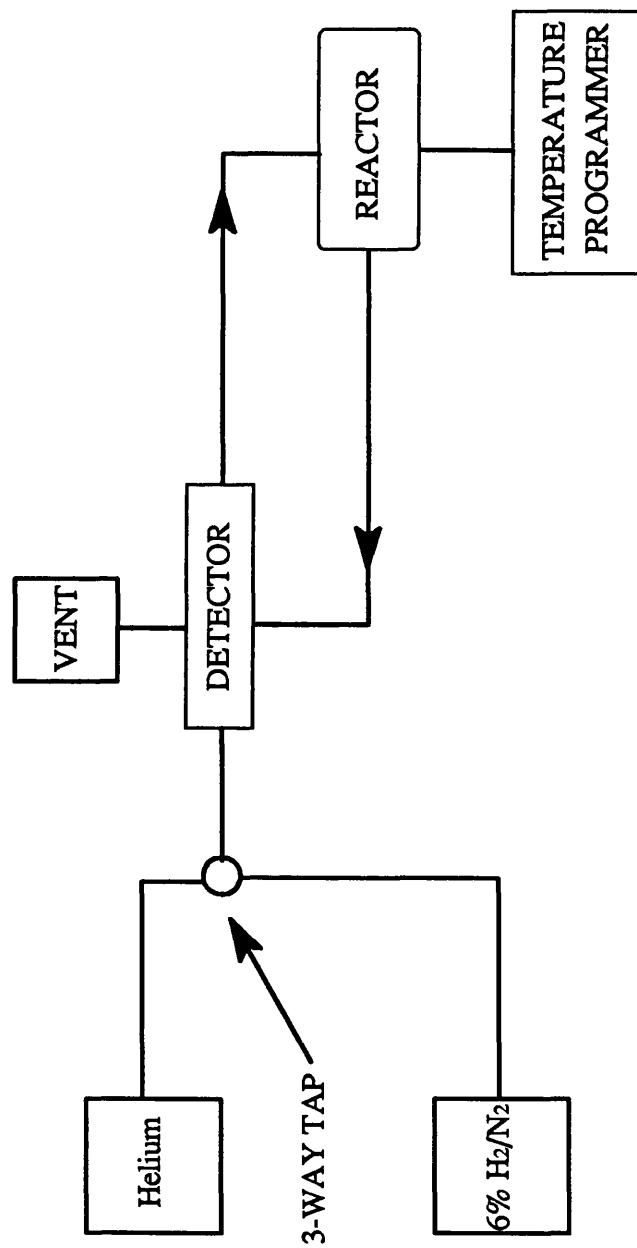 Helium
3-WAY TAP
6% H2/N2
VENT
DETECTOR
REACTOR
TEMPERATURE
PROGRAMMER